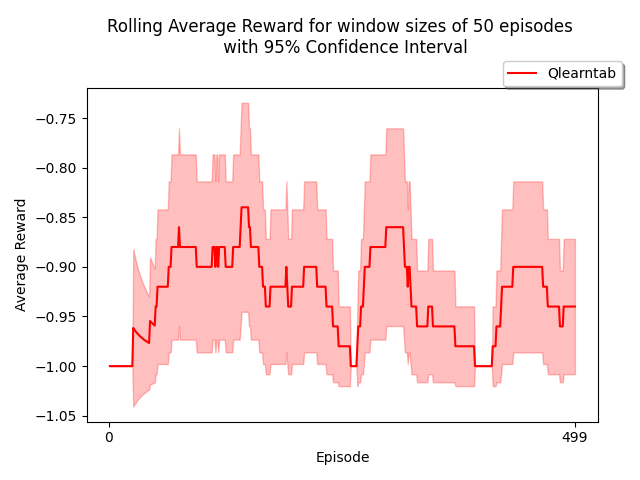 Rolling Average Reward for window sizes of 50 episodes
with 95% Confidence Interval
Qlearntab
−0.75
−0.80
−0.85
−0.90
−0.95
−1.00
−1.05
Average Reward
0
499
Episode